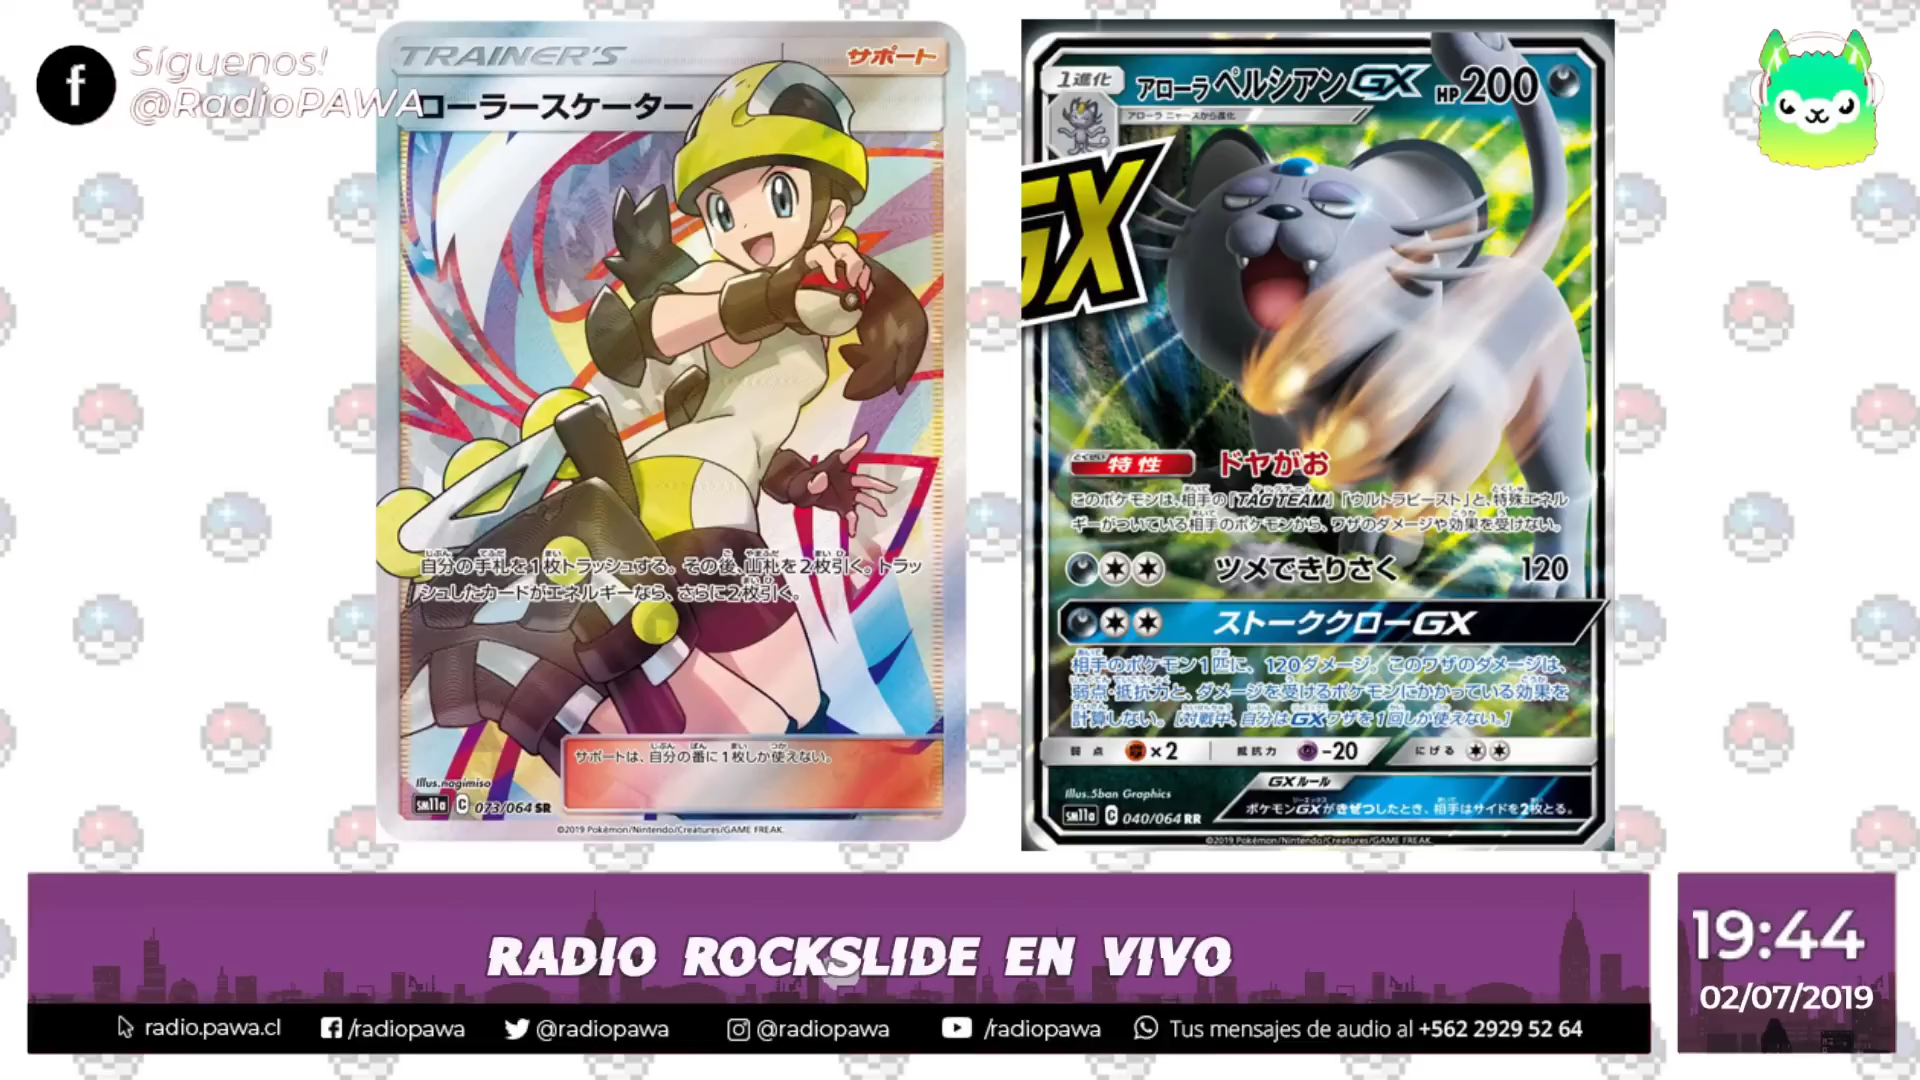 Síguenos!
@RadioPAWA
TRAINER'S
サポート
ローラースケーター
自分の手札を1枚トラッシュする。その後、山札を2枚引く。トラッ
シュしたカードがエネルギーなら、さらに2枚引く。
サポートは、自分の番に1枚しか使えない。
Illus.nagimiso
sm11a C 073/064 SR
©2019 Pokémon/Nintendo/Creatures/GAME FREAK.
1進化
アローラ ペルシアンGX HP200
アローラ ニャースから進化
GX
特性 ドヤがお
このポケモンは、相手の「TAG TEAM」「ウルトラビースト」と、特殊エネル
ギーがついている相手のポケモンから、ワザのダメージや効果を受けない。
ツメできりさく 120
ストーククローGX
相手のポケモン1匹に、120ダメージ。このワザのダメージは、
弱点・抵抗力と、ダメージを受けるポケモンにかかっている効果を
計算しない。[対戦中、自分はGXワザを1回しか使えない。]
弱点 ×2 抵抗力 -20 にげる
GXルール
ポケモンGXがきぜつしたとき、相手はサイドを2枚とる。
Illus.5ban Graphics
sm11a C 040/064 RR
©2019 Pokémon/Nintendo/Creatures/GAME FREAK.
RADIO ROCKSLIDE EN VIVO
19:44
02/07/2019
radio.pawa.cl
/radiopawa
@radiopawa
@radiopawa
/radiopawa
Tus mensajes de audio al +562 2929 52 64